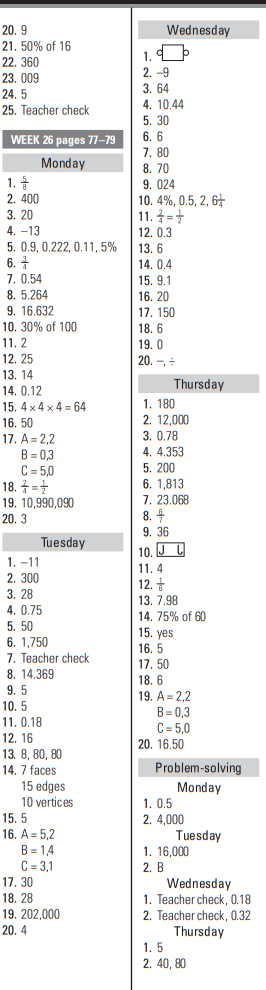 20. 9
21. 50% of 16
22. 360
23. 009
24. 5
25. Teacher check
WEEK 26 pages 77–79
Monday
1. 5/8
2. 400
3. 20
4. –13
5. 0.9, 0.222, 0.11, 5%
6. 3/4
7. 0.54
8. 5.264
9. 16.632
10. 30% of 100
11. 2
12. 25
13. 14
14. 0.12
15. 4 × 4 × 4 = 64
16. 50
17. A = 2,2
B = 0,3
C = 5,0
18. 2/4 = 1/2
19. 10,990,090
20. 3
Tuesday
1. –11
2. 300
3. 28
4. 0.75
5. 50
6. 1,750
7. Teacher check
8. 14.369
9. 5
10. 5
11. 0.18
12. 16
13. 8, 80, 80
14. 7 faces
15 edges
10 vertices
15. 5
16. A = 5,2
B = 1,4
C = 3,1
17. 30
18. 28
19. 202,000
20. 4
Wednesday
1.
2. –9
3. 64
4. 10.44
5. 30
6. 6
7. 80
8. 70
9. 024
10. 4%, 0.5, 2, 6 1/4
11. 2/4 = 1/2
12. 0.3
13. 6
14. 0.4
15. 9.1
16. 20
17. 150
18. 6
19. 0
20. –, ÷
Thursday
1. 180
2. 12,000
3. 0.78
4. 4.353
5. 200
6. 1,813
7. 23.068
8. 6/7
9. 36
10.
11. 4
12. 1/6
13. 7.98
14. 75% of 60
15. yes
16. 5
17. 50
18. 6
19. A = 2,2
B = 0,3
C = 5,0
20. 16.50
Problem-solving
Monday
1. 0.5
2. 4,000
Tuesday
1. 16,000
2. B
Wednesday
1. Teacher check, 0.18
2. Teacher check, 0.32
Thursday
1. 5
2. 40, 80